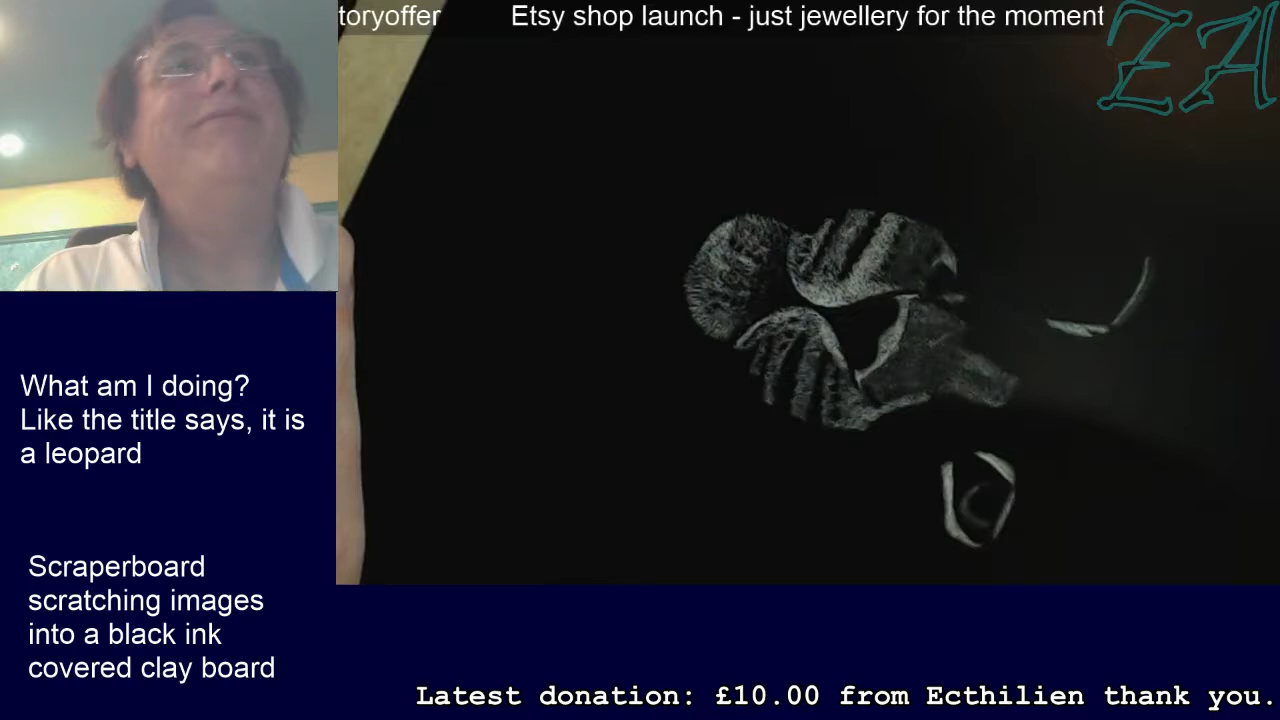 toryoffer Etsy shop launch - just jewellery for the moment
ZA
What am I doing?
Like the title says, it is
a leopard
Scraperboard
scratching images
into a black ink
covered clay board
Latest donation: £10.00 from Ecthilien thank you.